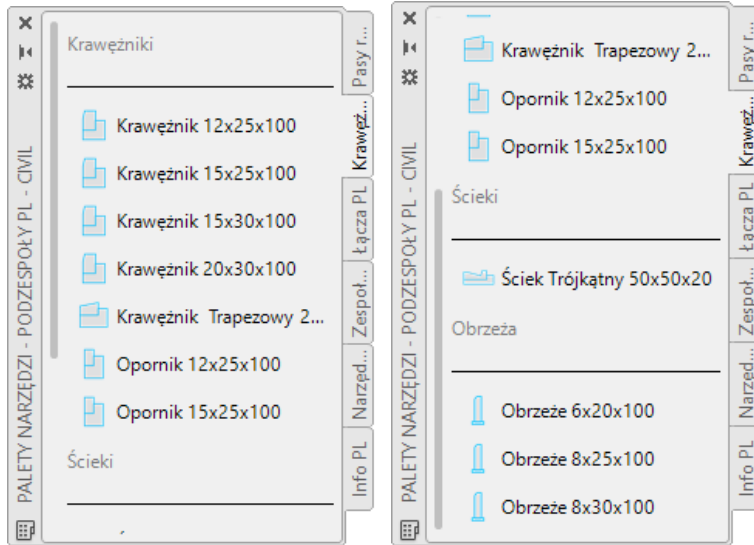 Krawężniki
Krawężnik 12x25x100
Krawężnik 15x25x100
Krawężnik 15x30x100
Krawężnik 20x30x100
Krawężnik Trapezowy 2...
Opornik 12x25x100
Opornik 15x25x100
Ścieki
Pasy r...
Krawęż...
Łącza PL
Zespoł...
Narzęd...
Info PL
PALETY NARZĘDZI - PODZESPOŁY PL - CIVIL
Krawężnik Trapezowy 2...
Opornik 12x25x100
Opornik 15x25x100
Ścieki
Ściek Trójkątny 50x50x20
Obrzeża
Obrzeże 6x20x100
Obrzeże 8x25x100
Obrzeże 8x30x100
Pasy r...
Krawęż...
Łącza PL
Zespoł...
Narzęd...
Info PL
PALETY NARZĘDZI - PODZESPOŁY PL - CIVIL